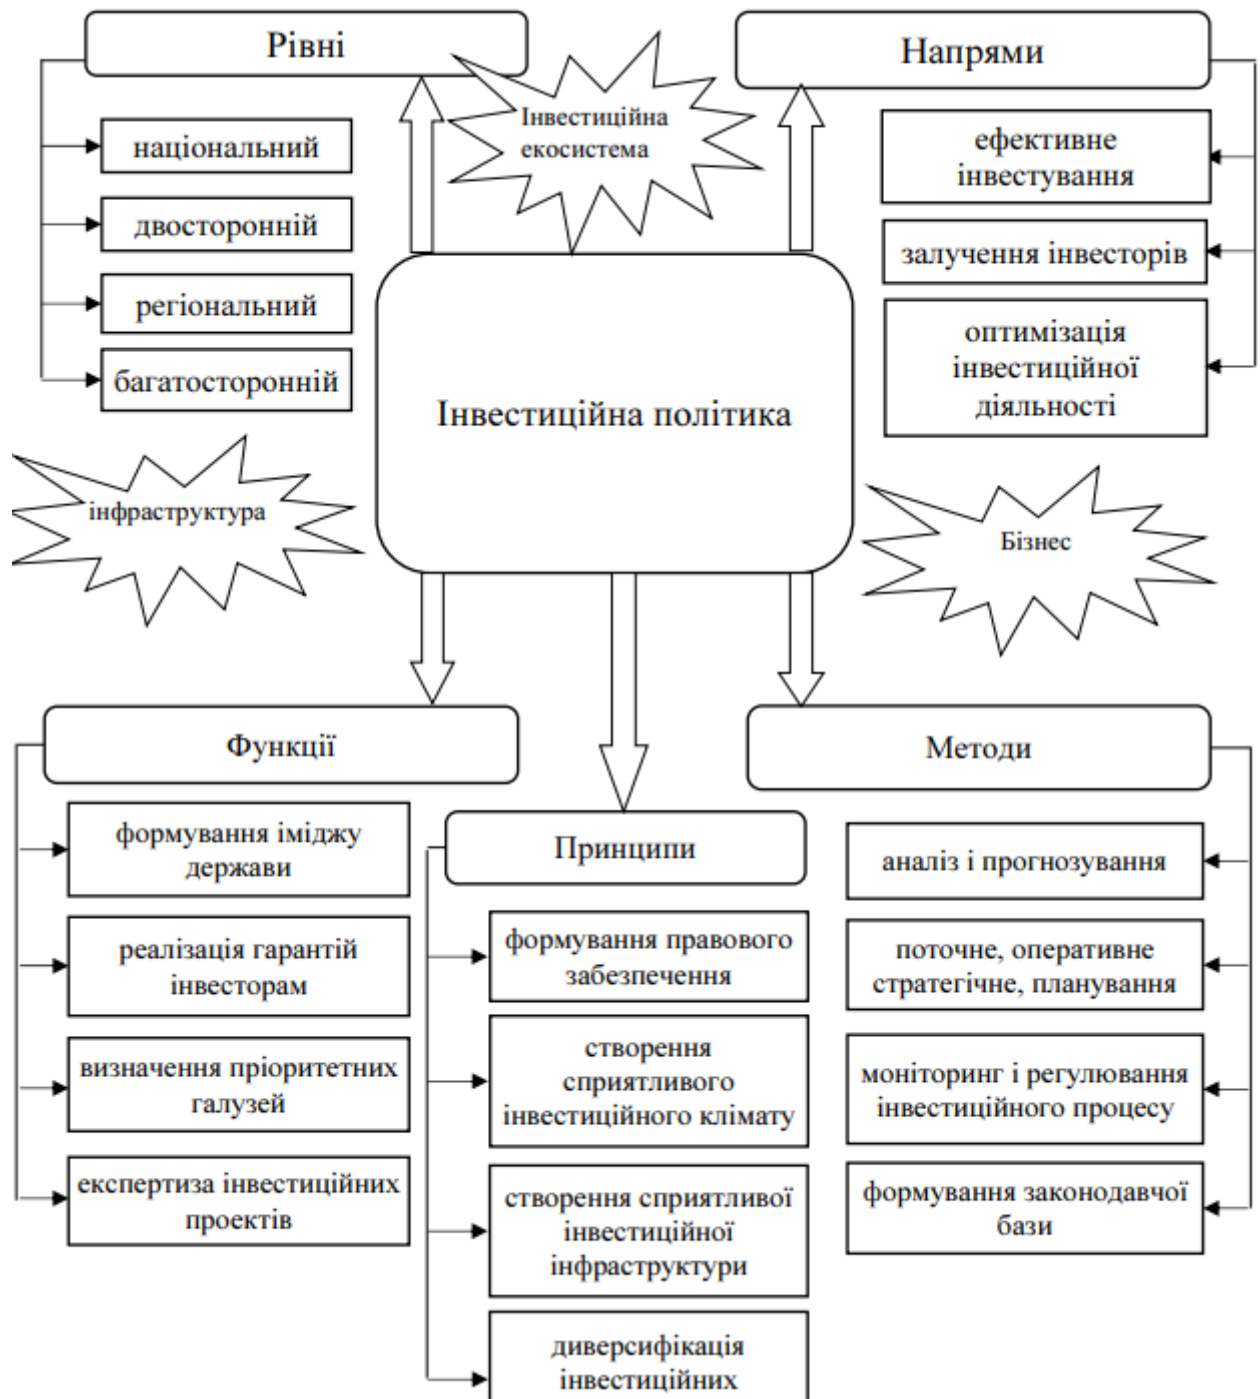 Рівні
Інвестиційна
екосистема
Напрями
національний
двосторонній
регіональний
багатосторонній
ефективне
інвестування
залучення інвесторів
оптимізація
інвестиційної
діяльності
Інвестиційна політика
інфраструктура
Бізнес
Функції
формування іміджу
держави
реалізація гарантій
інвесторам
визначення пріоритетних
галузей
експертиза інвестиційних
проектів
Принципи
формування правового
забезпечення
створення
сприятливого
інвестиційного клімату
створення сприятливої
інвестиційної
інфраструктури
диверсифікація
інвестиційних
Методи
аналіз і прогнозування
поточне, оперативне
стратегічне, планування
моніторинг і регулювання
інвестиційного процесу
формування законодавчої
бази